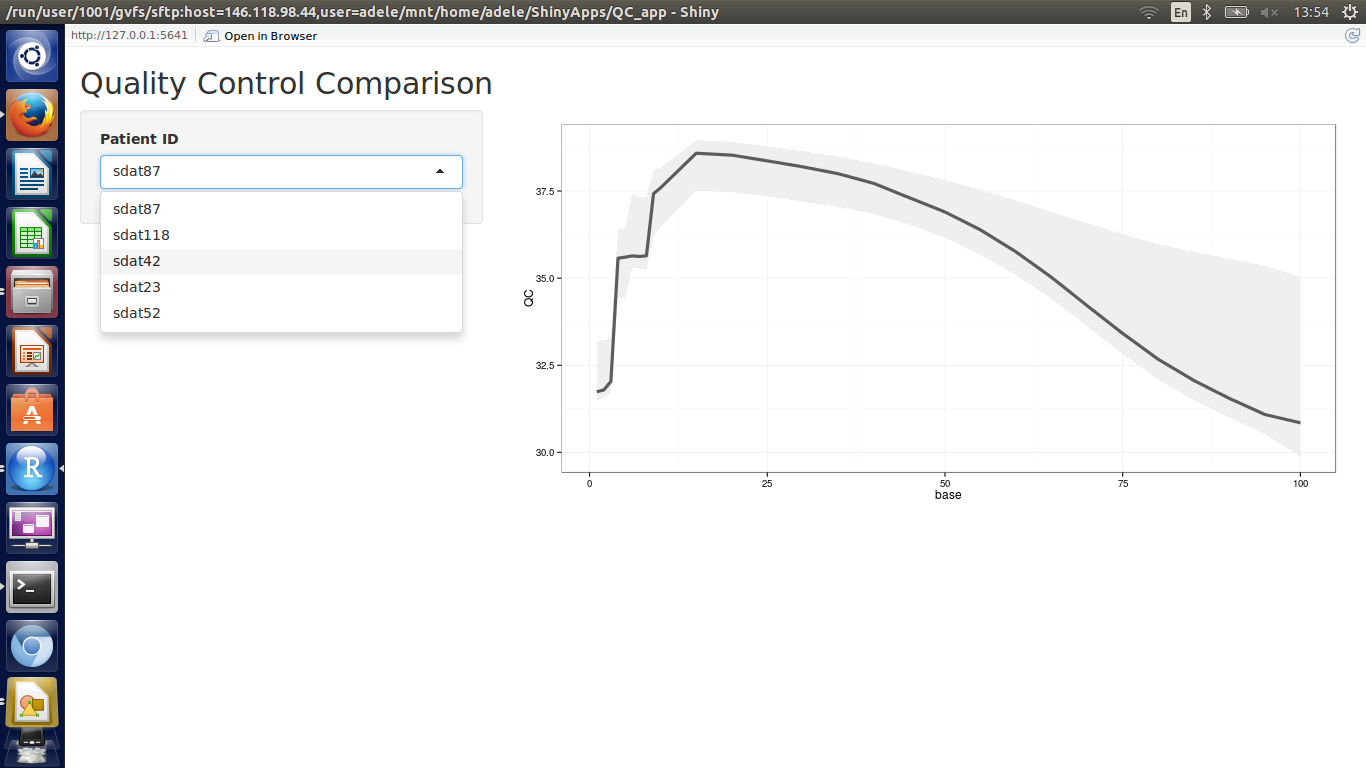 /run/user/1001/gvfs/sftp:host=146.118.98.44,user=adele/mnt/home/adele/ShinyApps/QC_app - Shiny
En
13:54
http://127.0.0.1:5641
Open in Browser
Quality Control Comparison
Patient ID
sdat87
sdat87
sdat118
sdat42
sdat23
sdat52
QC
37.5
35.0
32.5
30.0
0
25
50
75
100
base
A
R
>_